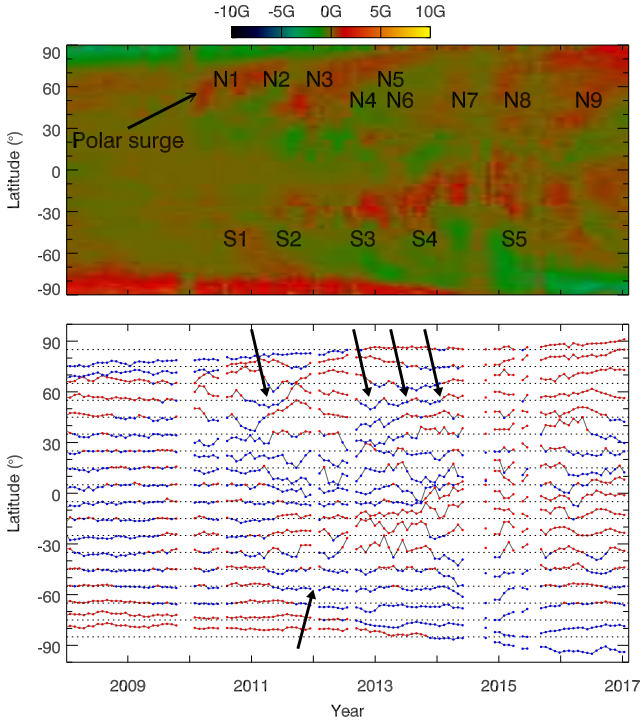 -10G -5G 0G 5G 10G
90
60
30
0
-30
-60
-90
Latitude (°)
N1 N2 N3 N5
N4 N6 N7 N8 N9
Polar surge
S1 S2 S3 S4 S5
90
60
30
0
-30
-60
-90
Latitude (°)
2009 2011 2013 2015 2017
Year